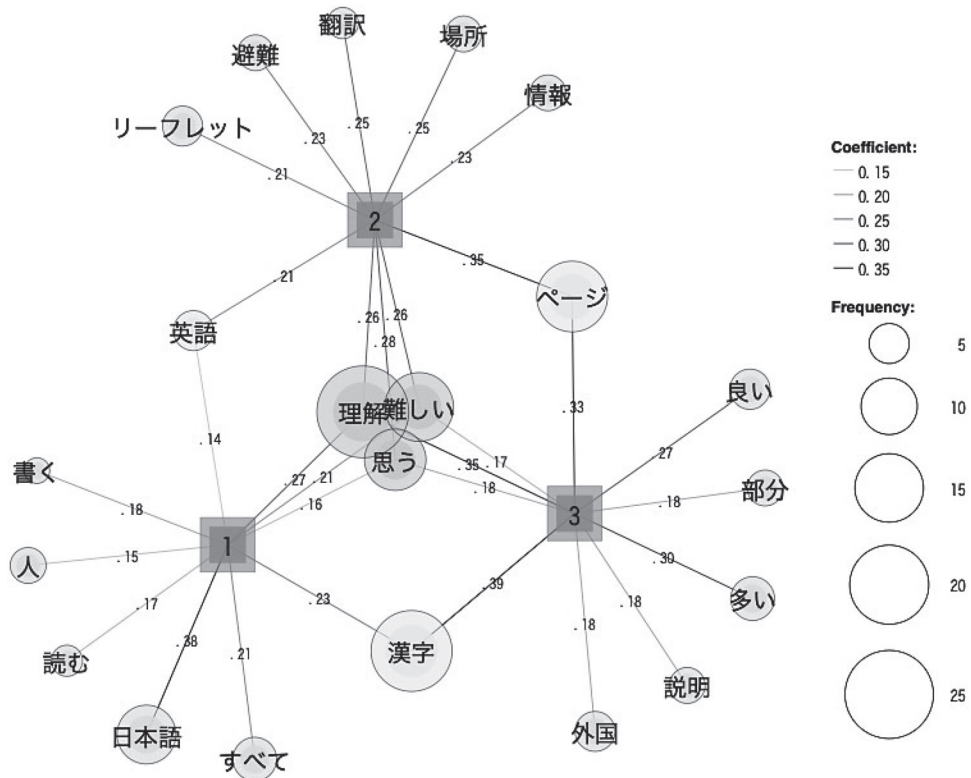 翻訳
場所
避難
情報
リーフレット
.25
.25
.23
.23
.21
2
.21
.35
ページ
英語
.26
.26
.28
.14
理解
難しい
思う
.33
良い
.27
.27
.21
.16
.35
.17
.18
.18
部分
書く
.18
1
3
人
.15
.30
多い
.17
.23
.39
.18
.18
読む
.38
.21
漢字
説明
日本語
すべて
外国
Coefficient:
0.15
0.20
0.25
0.30
0.35
Frequency:
5
10
15
20
25